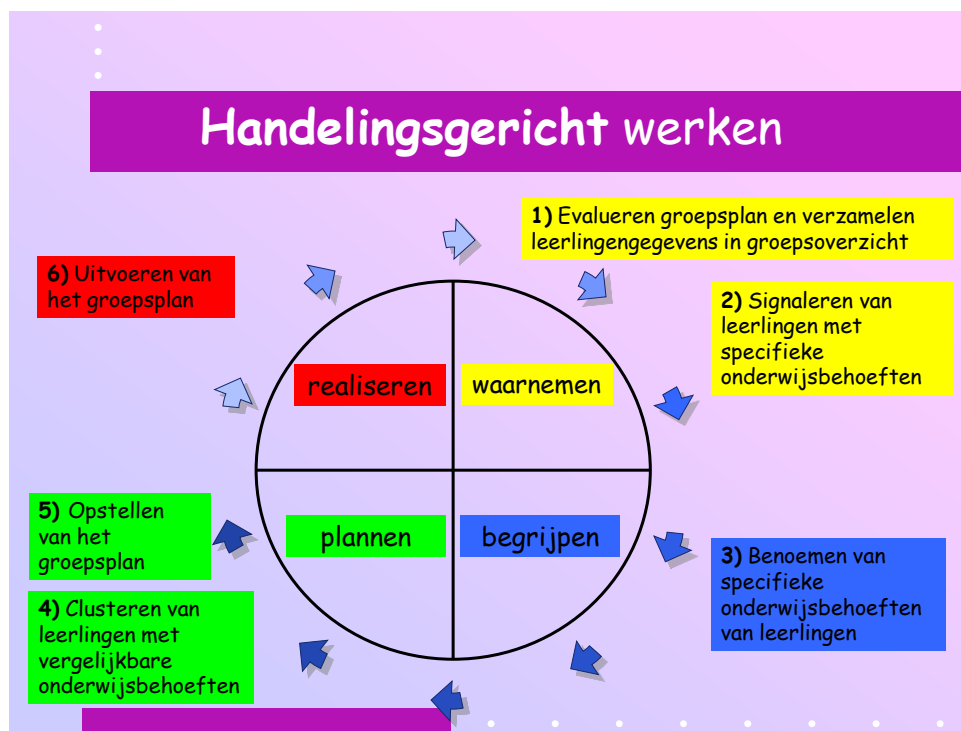 Handelingsgericht werken
1) Evalueren groepsplan en verzamelen
leerlingengegevens in groepsoverzicht
2) Signaleren van
leerlingen met
specifieke
onderwijsbehoeften
3) Benoemen van
specifieke
onderwijsbehoeften
van leerlingen
4) Clusteren van
leerlingen met
vergelijkbare
onderwijsbehoeften
5) Opstellen
van het
groepsplan
6) Uitvoeren van
het groepsplan
realiseren
waarnemen
plannen
begrijpen